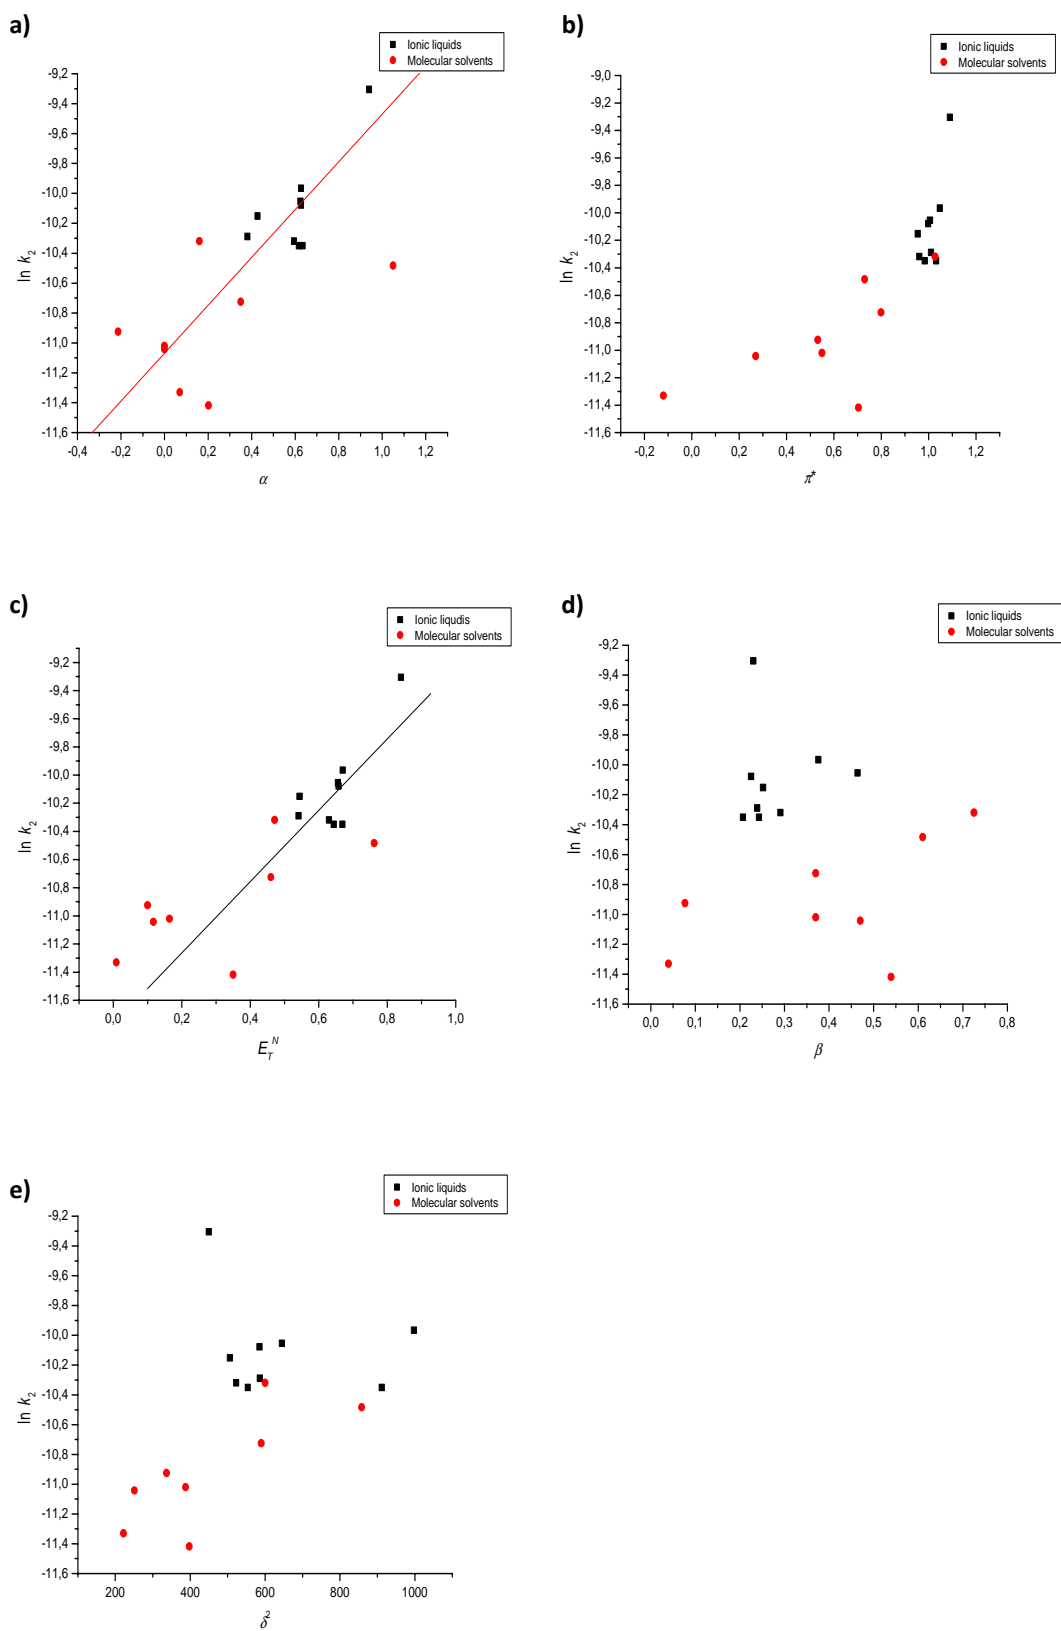 a)
Ionic liquids
Molecular solvents
-9,2
-9,4
-9,6
-9,8
-10,0
-10,2
-10,4
-10,6
-10,8
-11,0
-11,2
-11,4
-11,6
ln k2
-0,4 -0,2 0,0 0,2 0,4 0,6 0,8 1,0 1,2
α
b)
Ionic liquids
Molecular solvents
-9,0
-9,2
-9,4
-9,6
-9,8
-10,0
-10,2
-10,4
-10,6
-10,8
-11,0
-11,2
-11,4
-11,6
ln k2
-0,2 0,0 0,2 0,4 0,6 0,8 1,0 1,2
π*
c)
Ionic liqudis
Molecular solvents
-9,2
-9,4
-9,6
-9,8
-10,0
-10,2
-10,4
-10,6
-10,8
-11,0
-11,2
-11,4
-11,6
ln k2
0,0 0,2 0,4 0,6 0,8 1,0
E_T^N
d)
Ionic liquids
Molecular solvents
-9,2
-9,4
-9,6
-9,8
-10,0
-10,2
-10,4
-10,6
-10,8
-11,0
-11,2
-11,4
-11,6
ln k2
0,0 0,1 0,2 0,3 0,4 0,5 0,6 0,7 0,8
β
e)
Ionic liquids
Molecular solvents
-9,2
-9,4
-9,6
-9,8
-10,0
-10,2
-10,4
-10,6
-10,8
-11,0
-11,2
-11,4
-11,6
ln k2
200 400 600 800 1000
δ²